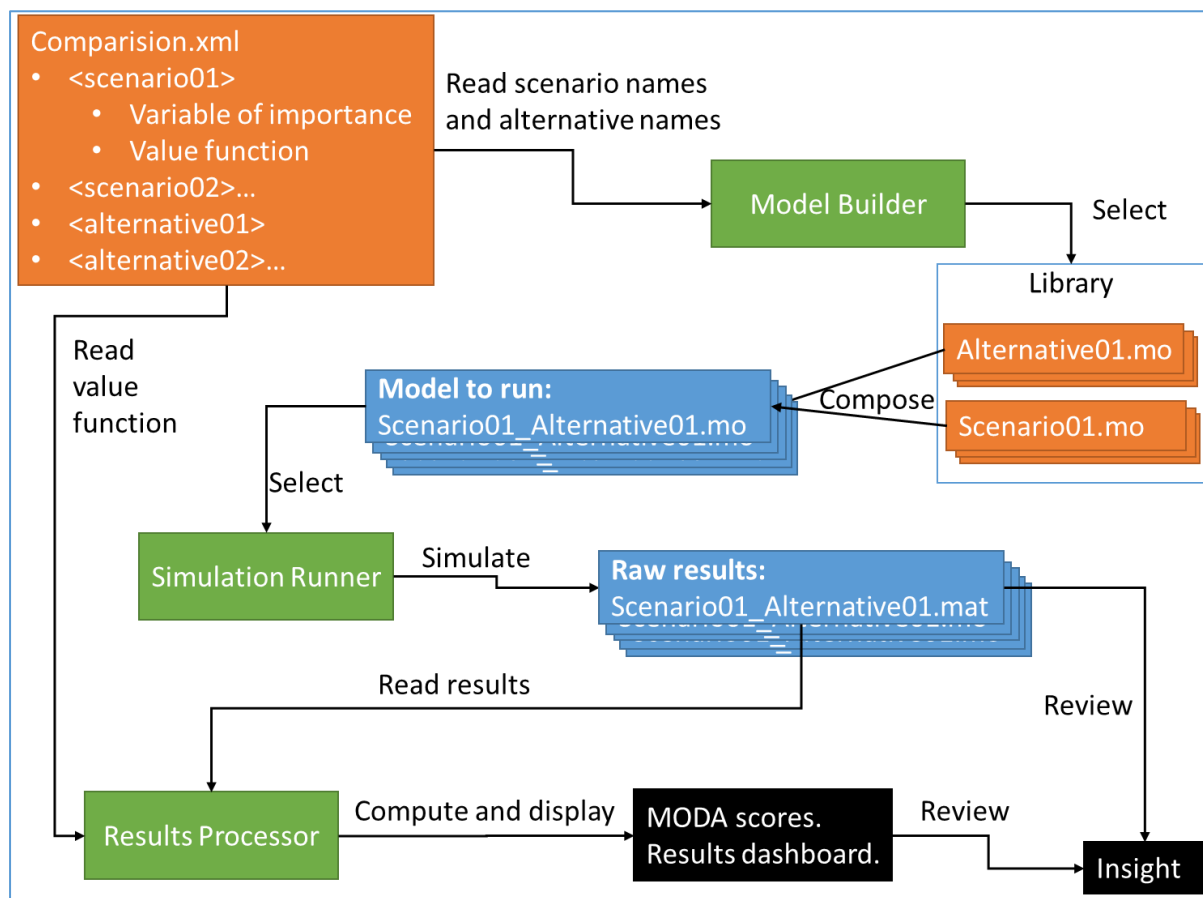 Comparision.xml
• <scenario01>
• Variable of importance
• Value function
• <scenario02>...
• <alternative01>
• <alternative02>...
Read scenario names
and alternative names
Model Builder
Select
Library
Alternative01.mo
Scenario01.mo
Compose
Model to run:
Scenario01_Alternative01.mo
Read
value
function
Select
Simulation Runner
Simulate
Raw results:
Scenario01_Alternative01.mat
Read results
Review
Results Processor
Compute and display
MODA scores.
Results dashboard.
Review
Insight